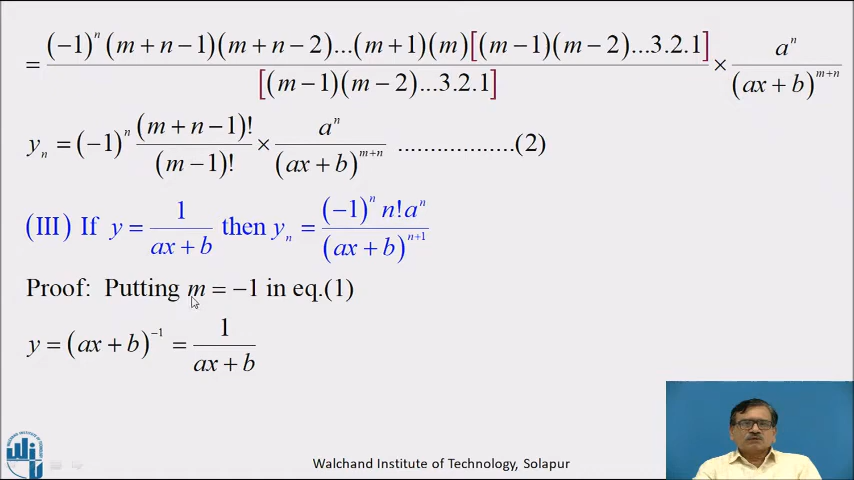 = (−1)ⁿ (m+n−1)(m+n−2)...(m+1)(m)[(m−1)(m−2)...3.2.1] / [(m−1)(m−2)...3.2.1] × aⁿ / (ax+b)ᵐ⁺ⁿ
yₙ = (−1)ⁿ (m+n−1)! / (m−1)! × aⁿ / (ax+b)ᵐ⁺ⁿ ..................(2)
(III) If y = 1 / ax+b then yₙ = (−1)ⁿ n! aⁿ / (ax+b)ⁿ⁺¹
Proof: Putting m = −1 in eq.(1)
y = (ax+b)⁻¹ = 1 / ax+b
Walchand Institute of Technology, Solapur